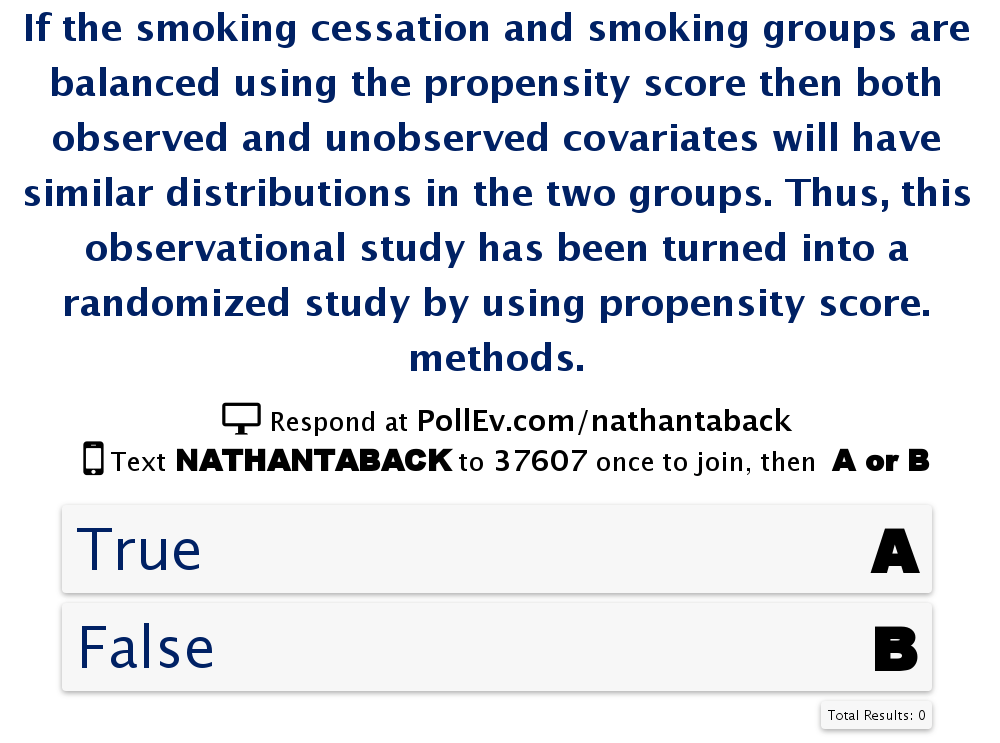 If the smoking cessation and smoking groups are
balanced using the propensity score then both
observed and unobserved covariates will have
similar distributions in the two groups. Thus, this
observational study has been turned into a
randomized study by using propensity score.
methods.
Respond at PollEv.com/nathantaback
Text NATHANTABACK to 37607 once to join, then A or B
True A
False B
Total Results: 0